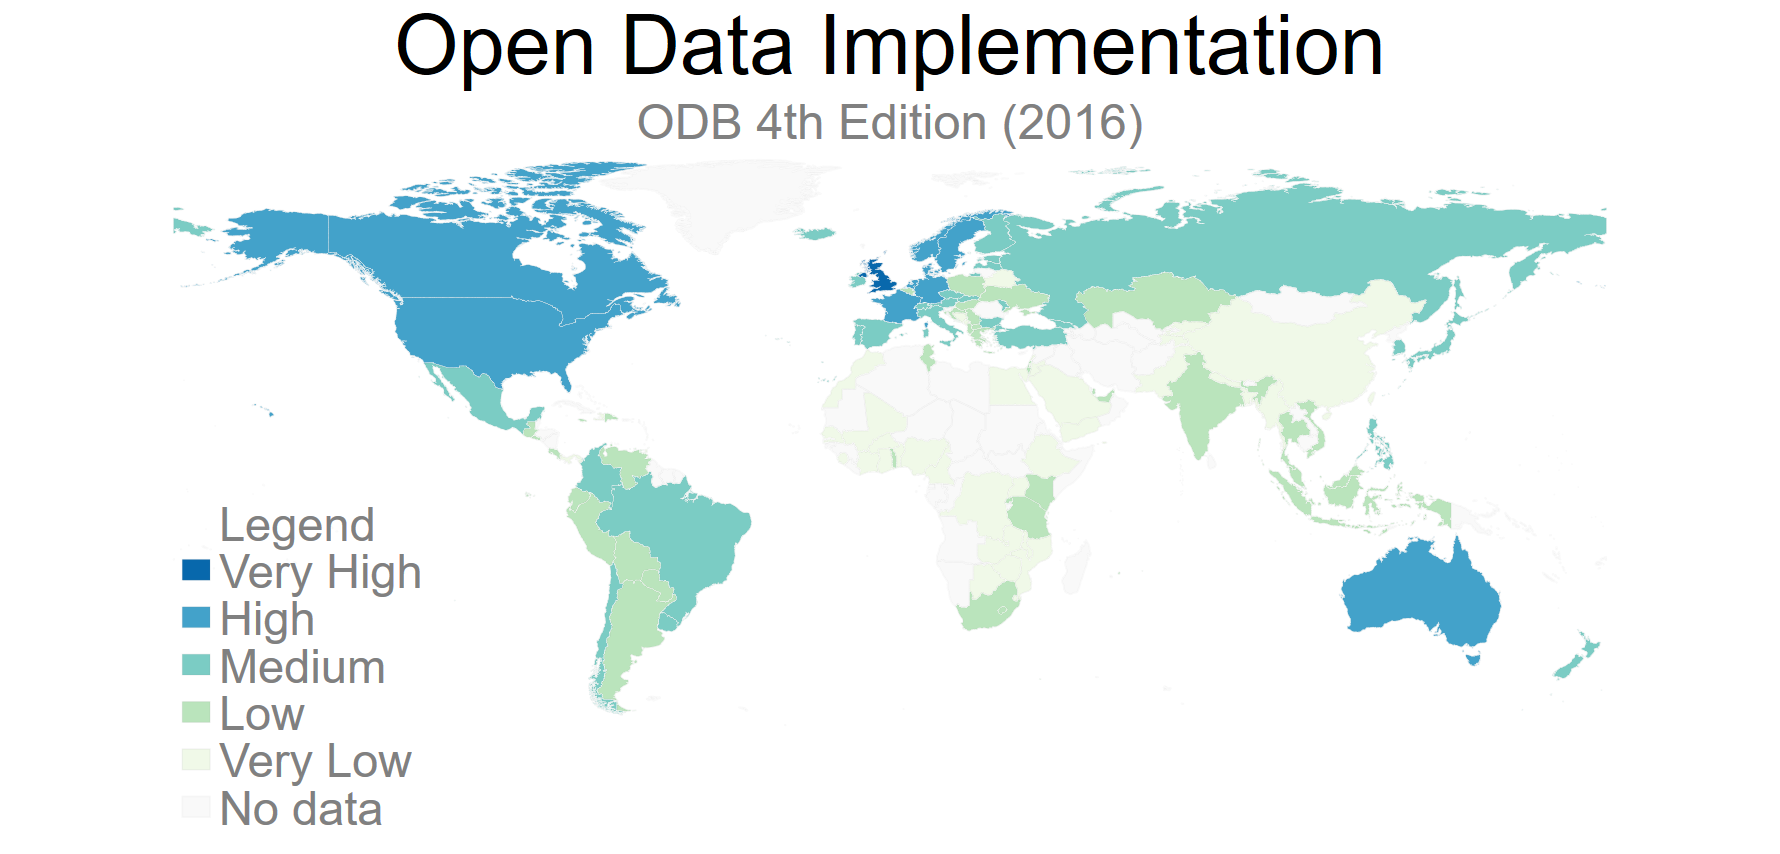 Open Data Implementation
ODB 4th Edition (2016)
Legend
Very High
High
Medium
Low
Very Low
No data